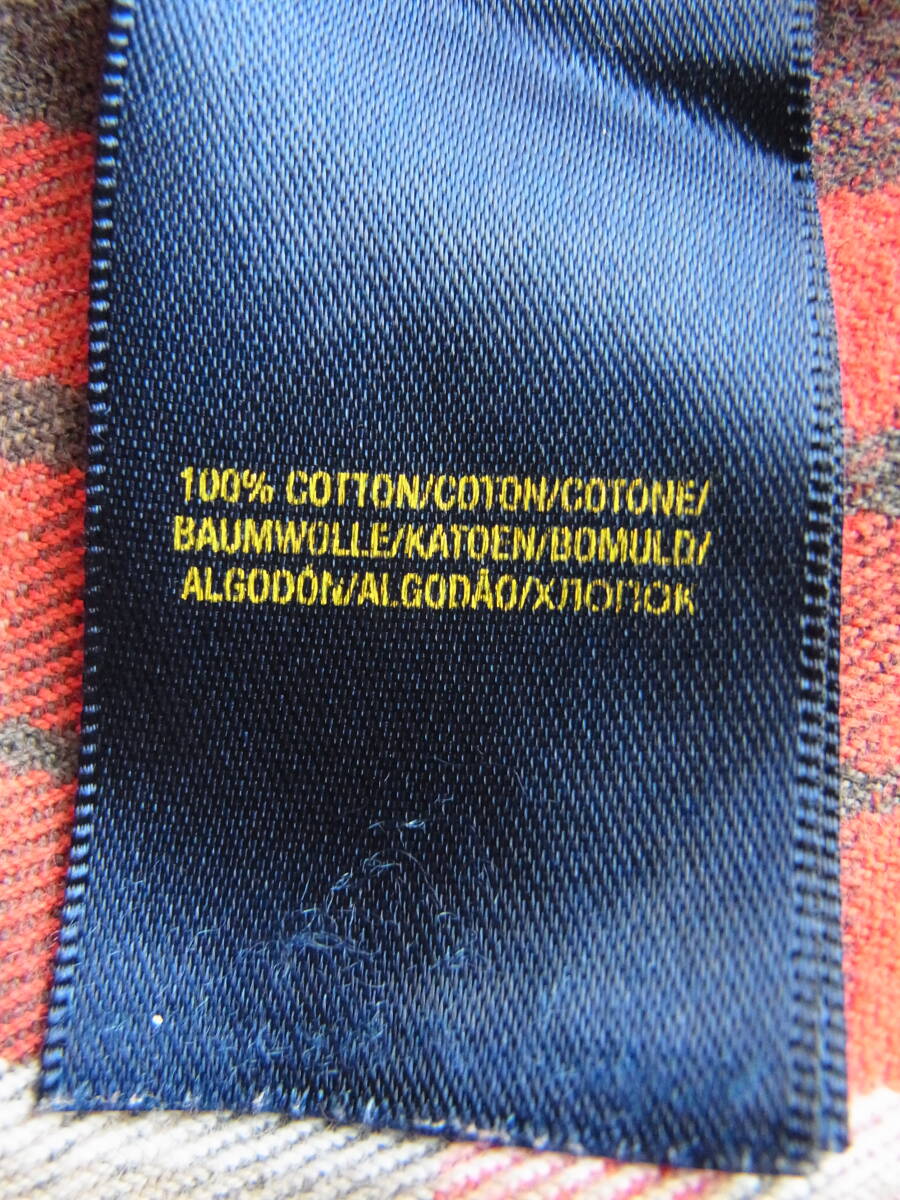 100% COTTON/COTON/COTONE/
BAUMWOLLE/KATOEN/BOMULD/
ALGODÓN/ALGODÃO/ХЛОПОК